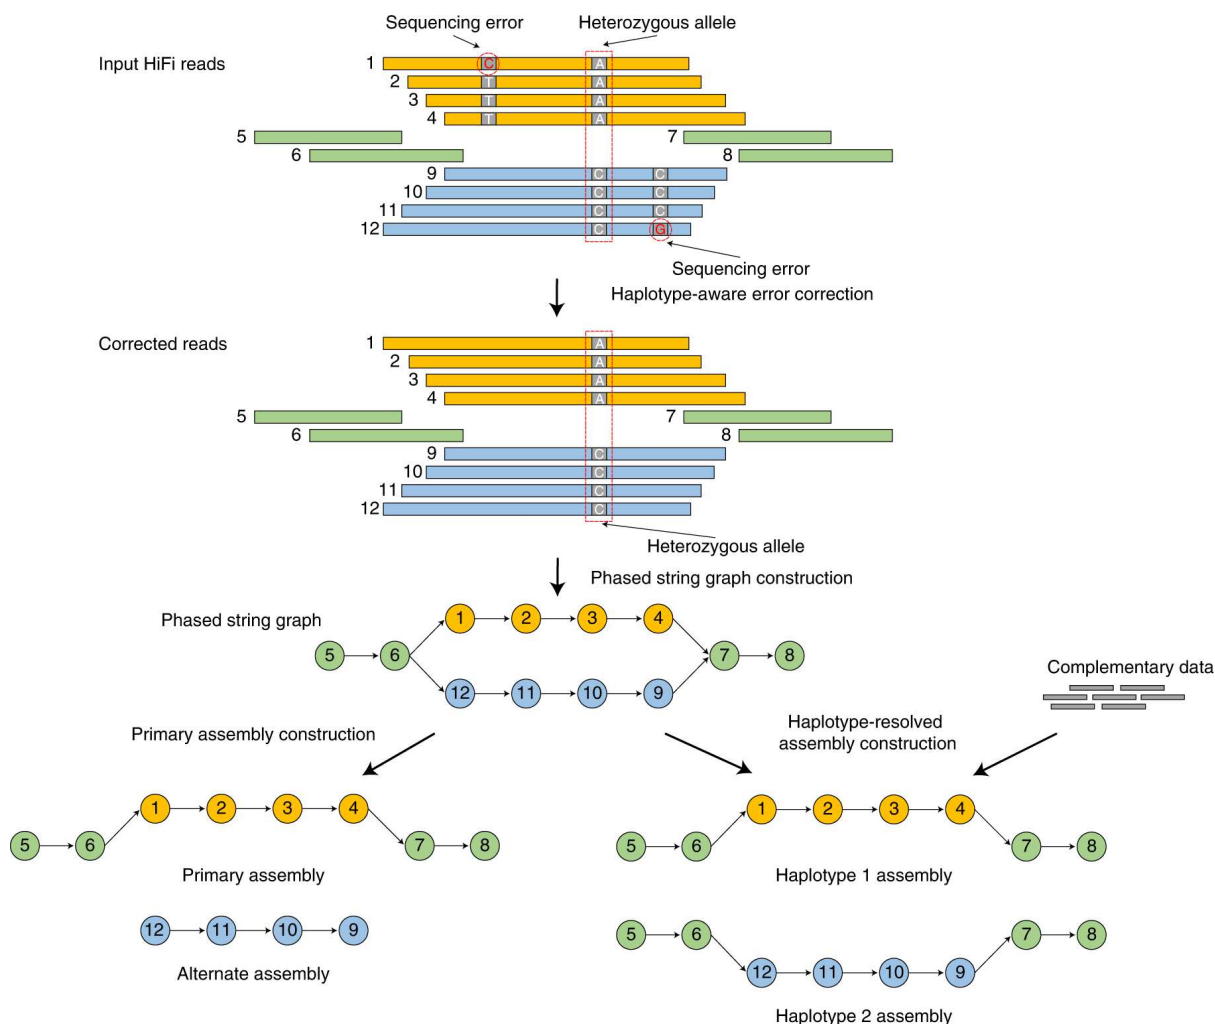 Sequencing error
Heterozygous allele
Input HiFi reads
1 C A
2 T A
3 T A
4 T A
5 7
6 8
9 C C
10 C C
11 C C
12 C G
Sequencing error
Haplotype-aware error correction
Corrected reads
1 A
2 A
3 A
4 A
5 7
6 8
9 C
10 C
11 C
12 C
Heterozygous allele
Phased string graph construction
Phased string graph
1 2 3 4
5 6 7 8
12 11 10 9
Complementary data
Primary assembly construction
Haplotype-resolved
assembly construction
1 2 3 4
5 6 7 8
Primary assembly
12 11 10 9
Alternate assembly
1 2 3 4
5 6 7 8
Haplotype 1 assembly
5 6 7 8
12 11 10 9
Haplotype 2 assembly